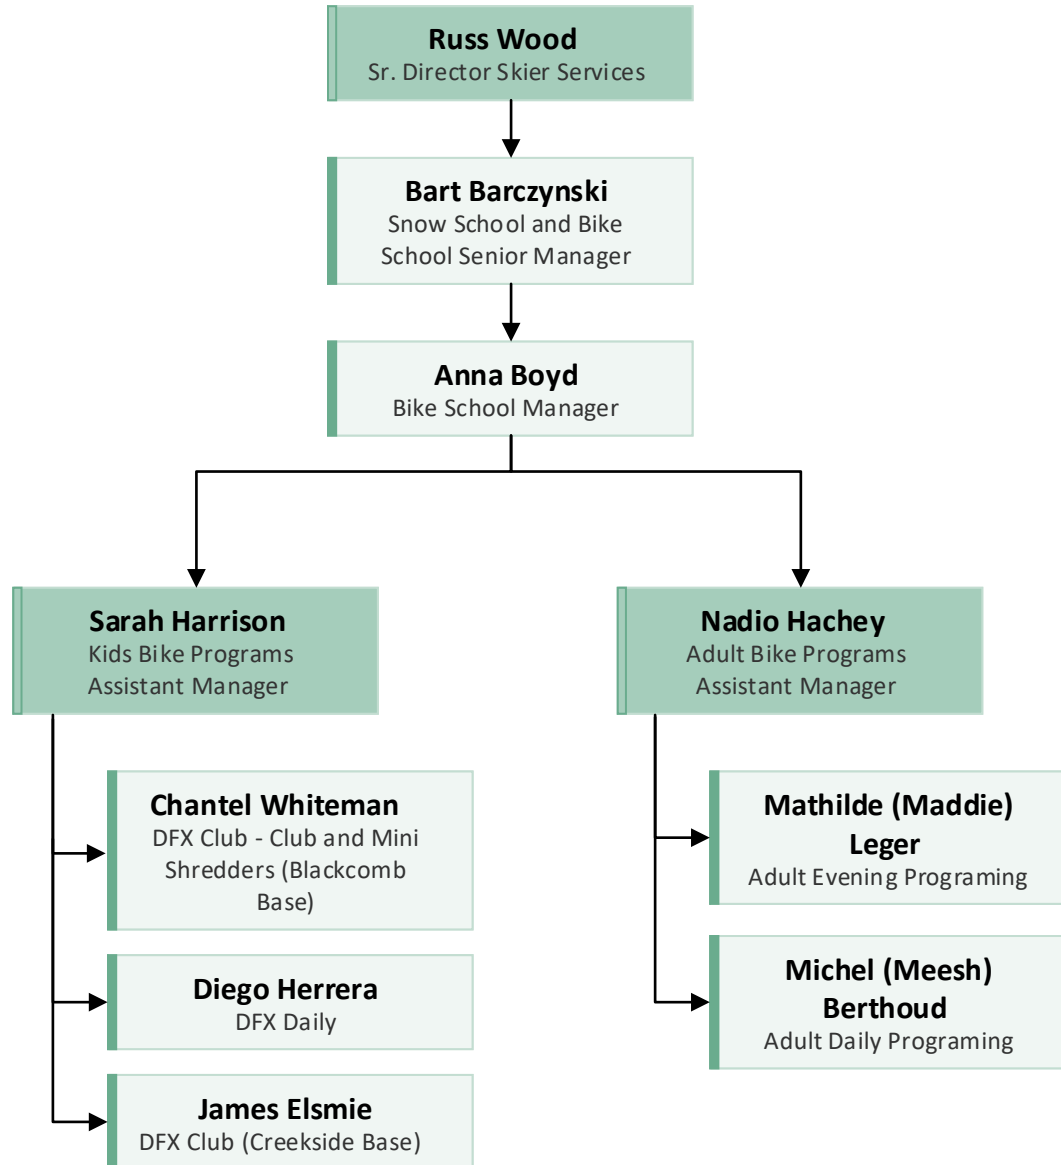 Russ Wood
Sr. Director Skier Services
Bart Barczynski
Snow School and Bike
School Senior Manager
Anna Boyd
Bike School Manager
Sarah Harrison
Kids Bike Programs
Assistant Manager
Chantel Whiteman
DFX Club - Club and Mini
Shredders (Blackcomb
Base)
Diego Herrera
DFX Daily
James Elsmie
DFX Club (Creekside Base)
Nadio Hachey
Adult Bike Programs
Assistant Manager
Mathilde (Maddie)
Leger
Adult Evening Programing
Michel (Meesh)
Berthoud
Adult Daily Programing